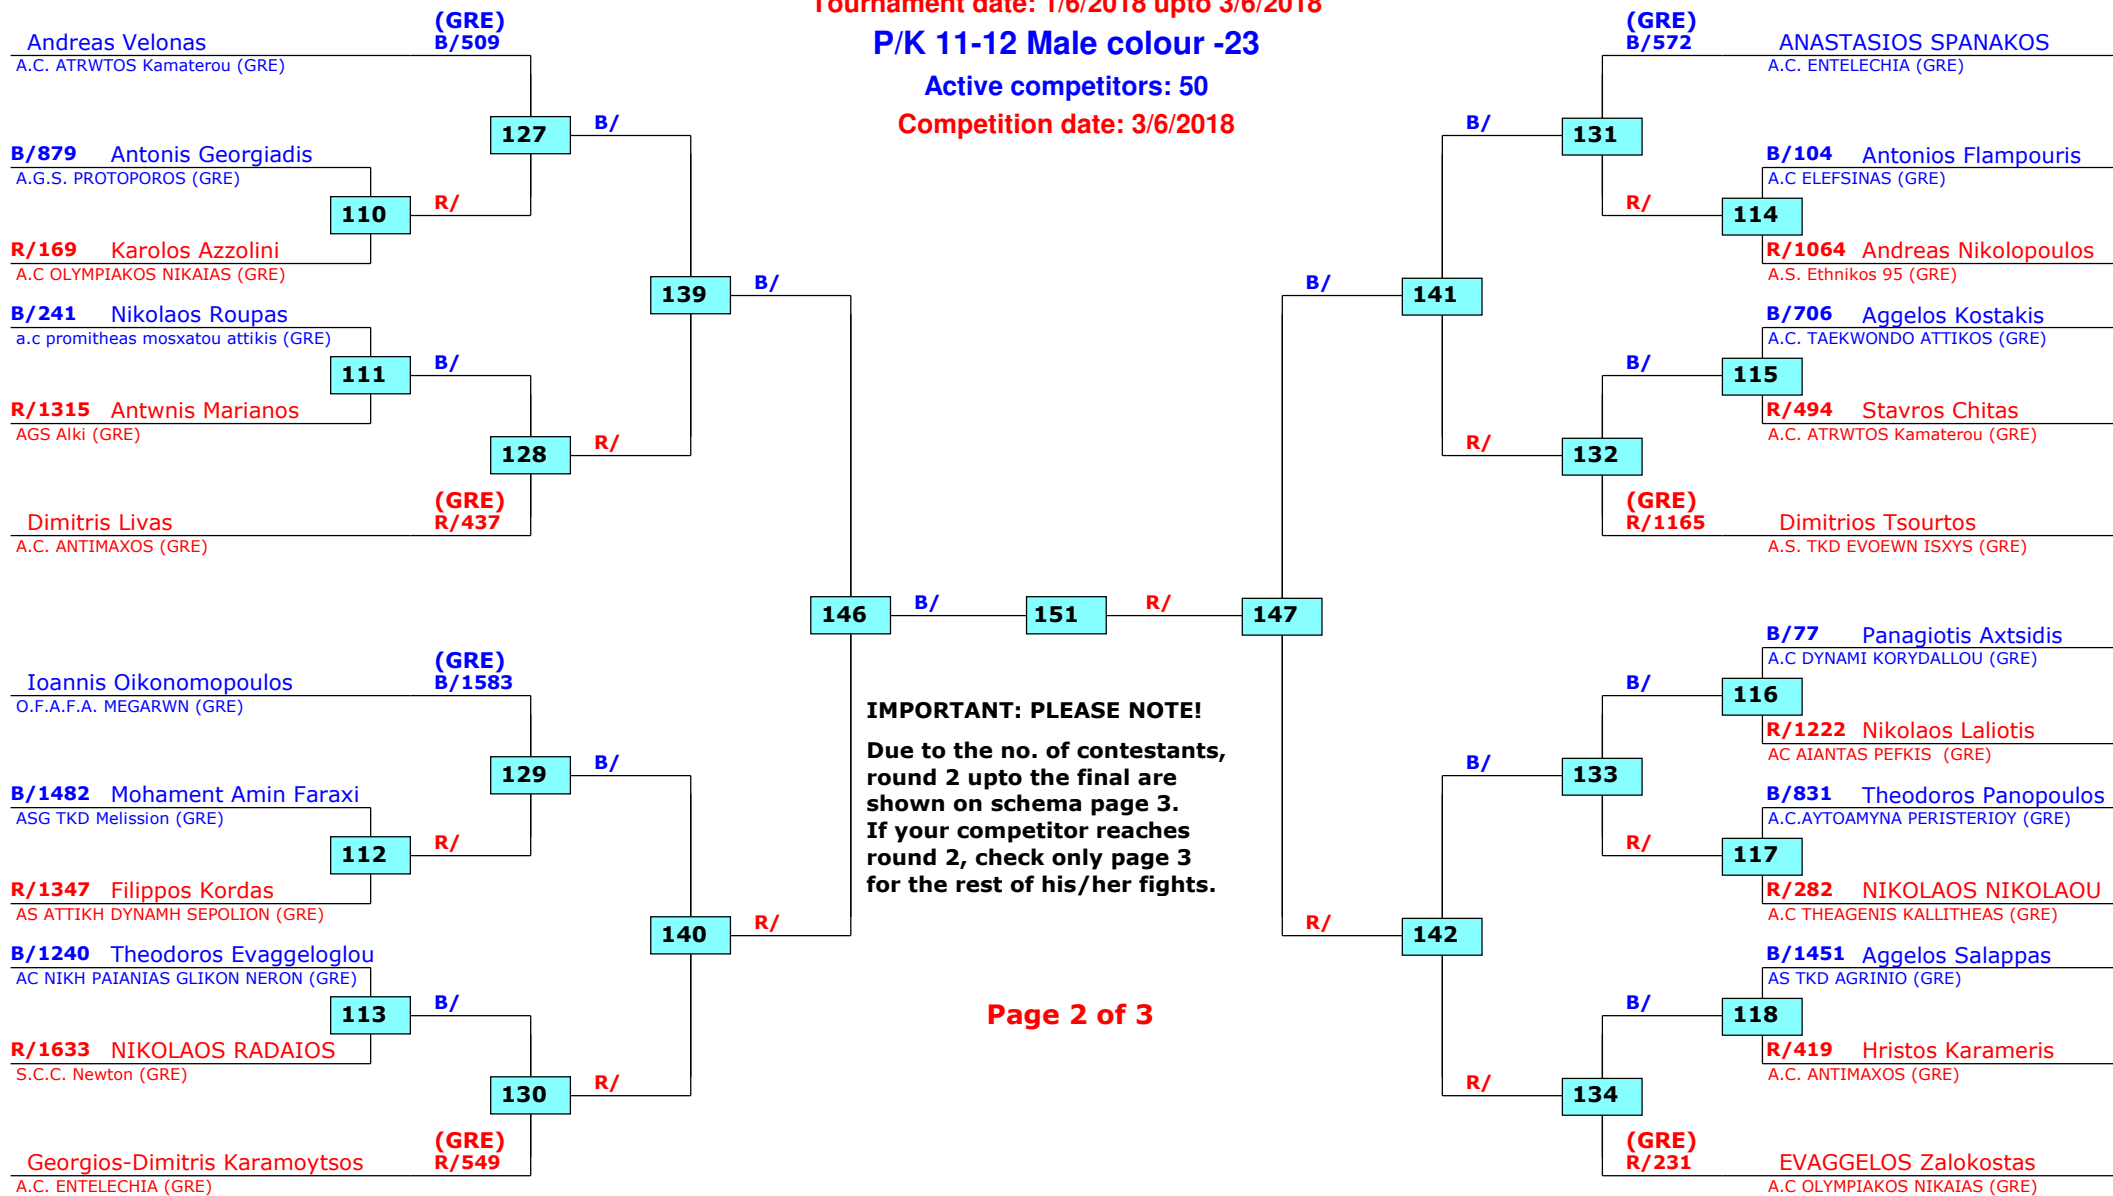 Tournament date: 1/6/2018 upto 3/6/2018
P/K 11-12 Male colour -23
Active competitors: 50
Competition date: 3/6/2018
(GRE)
Andreas Velonas B/509
A.C. ATRWTOS Kamaterou (GRE)
127 B/
B/879 Antonis Georgiadis
A.G.S. PROTOPOROS (GRE)
110 R/
R/169 Karolos Azzolini
A.C OLYMPIAKOS NIKAIAS (GRE)
139 B/
B/241 Nikolaos Roupas
a.c promitheas mosxatou attikis (GRE)
111 B/
R/1315 Antwnis Marianos
AGS Alki (GRE)
128 R/
(GRE)
Dimitris Livas R/437
A.C. ANTIMAXOS (GRE)
146 B/ 151 R/ 147
(GRE)
Ioannis Oikonomopoulos B/1583
O.F.A.F.A. MEGARWN (GRE)
129 B/
B/1482 Mohament Amin Faraxi
ASG TKD Melission (GRE)
112 R/
R/1347 Filippos Kordas
AS ATTIKH DYNAMH SEPOLION (GRE)
140 R/
B/1240 Theodoros Evaggeloglou
AC NIKH PAIANIAS GLIKON NERON (GRE)
113 B/
R/1633 NIKOLAOS RADAIOS
S.C.C. Newton (GRE)
130 R/
(GRE)
Georgios-Dimitris Karamoytsos R/549
A.C. ENTELECHIA (GRE)
IMPORTANT: PLEASE NOTE!
Due to the no. of contestants,
round 2 upto the final are
shown on schema page 3.
If your competitor reaches
round 2, check only page 3
for the rest of his/her fights.
Page 2 of 3
(GRE)
B/572 ANASTASIOS SPANAKOS
A.C. ENTELECHIA (GRE)
B/ 131
B/104 Antonios Flampouris
A.C ELEFSINAS (GRE)
R/ 114
R/1064 Andreas Nikolopoulos
A.S. Ethnikos 95 (GRE)
B/ 141
B/706 Aggelos Kostakis
A.C. TAEKWONDO ATTIKOS (GRE)
B/ 115
R/494 Stavros Chitas
A.C. ATRWTOS Kamaterou (GRE)
R/ 132
(GRE)
R/1165 Dimitrios Tsourtos
A.S. TKD EVOEWN ISXYS (GRE)
B/77 Panagiotis Axtsidis
A.C DYNAMI KORYDALLOU (GRE)
B/ 116
R/1222 Nikolaos Laliotis
AC AIANTAS PEFKIS (GRE)
B/ 133
B/831 Theodoros Panopoulos
A.C.AYTOAMYNA PERISTERIOY (GRE)
R/ 117
R/282 NIKOLAOS NIKOLAOU
A.C THEAGENIS KALLITHEAS (GRE)
R/ 142
B/1451 Aggelos Salappas
AS TKD AGRINIO (GRE)
B/ 118
R/419 Hristos Karameris
A.C. ANTIMAXOS (GRE)
R/ 134
(GRE)
R/231 EVAGGELOS Zalokostas
A.C OLYMPIAKOS NIKAIAS (GRE)